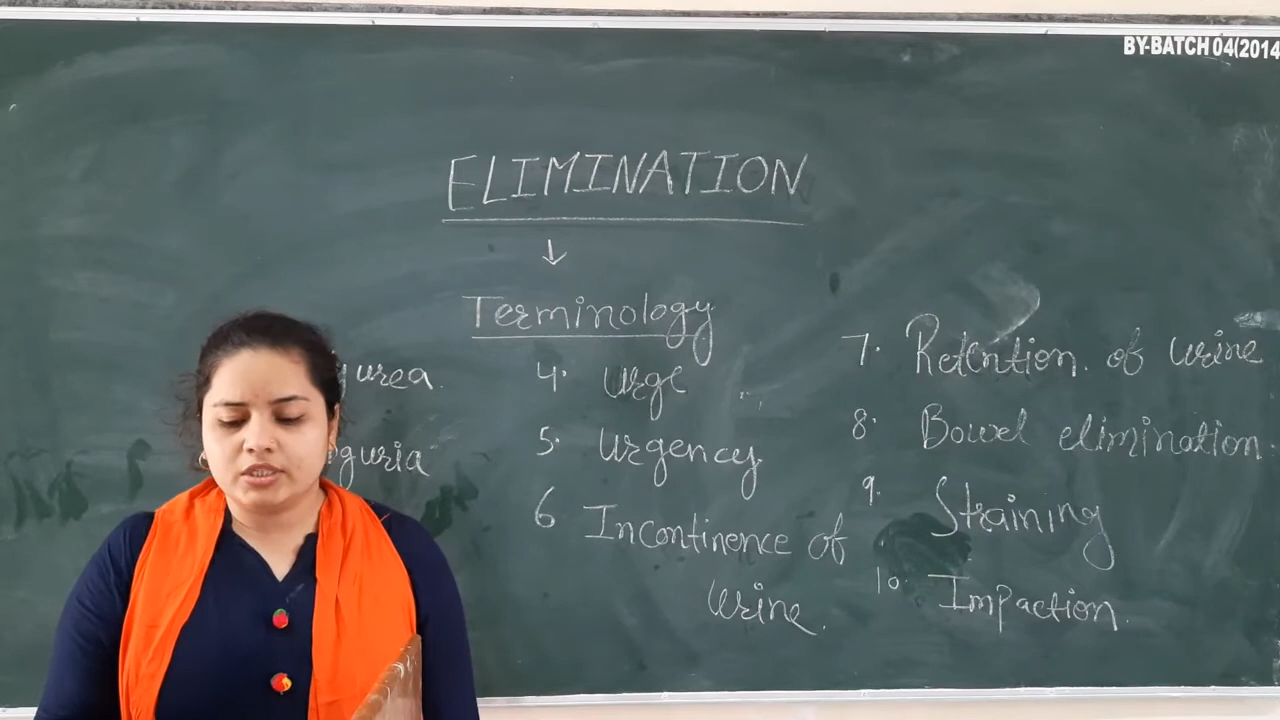 BY-BATCH 04(2014
ELIMINATION
↓
Terminology
urea.
guria
4. Urge
5. Urgency
6 Incontinence of
Urine.
7. Retention. of Urine
8. Bowel elimination.
9. Straining
10. Impaction.